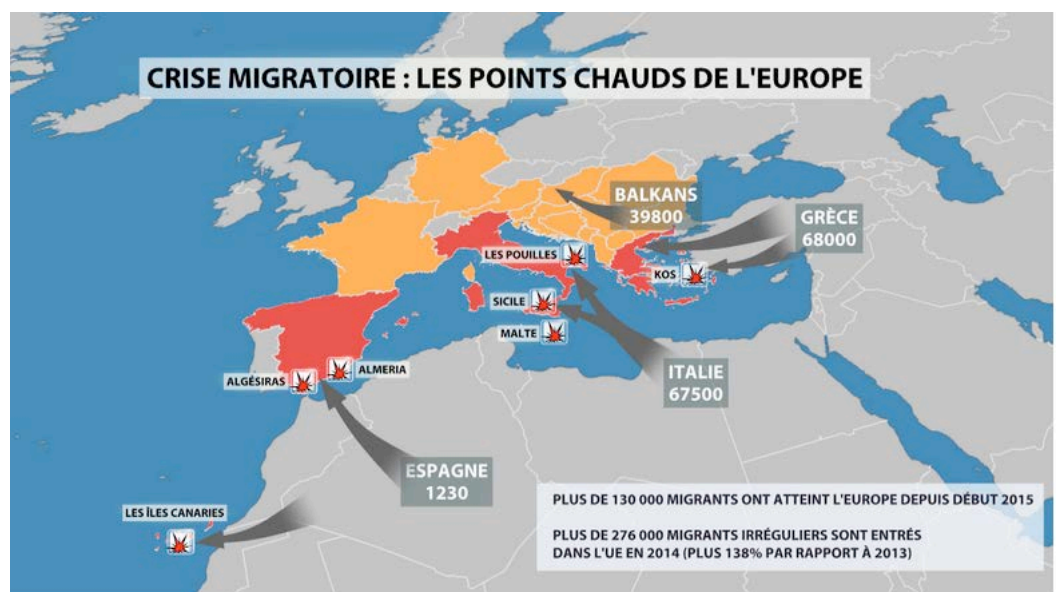 CRISE MIGRATOIRE : LES POINTS CHAUDS DE L'EUROPE
BALKANS
39800
GRÈCE
68000
LES POUILLES
KOS
SICILE
MALTE
ITALIE
67500
ALGÉSIRAS
ALMERIA
ESPAGNE
1230
LES ÎLES CANARIES
PLUS DE 130 000 MIGRANTS ONT ATTEINT L'EUROPE DEPUIS DÉBUT 2015
PLUS DE 276 000 MIGRANTS IRRÉGULIERS SONT ENTRÉS
DANS L'UE EN 2014 (PLUS 138% PAR RAPPORT À 2013)